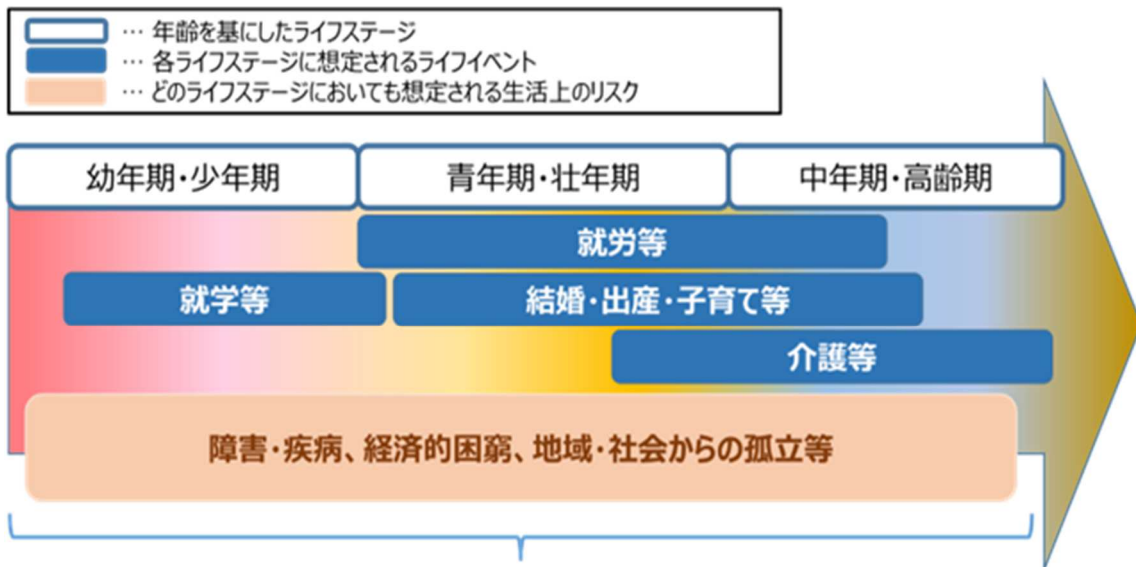 … 年齢を基にしたライフステージ
… 各ライフステージに想定されるライフイベント
… どのライフステージにおいても想定される生活上のリスク
幼年期・少年期
青年期・壮年期
中年期・高齢期
就労等
就学等
結婚・出産・子育て等
介護等
障害・疾病、経済的困窮、地域・社会からの孤立等